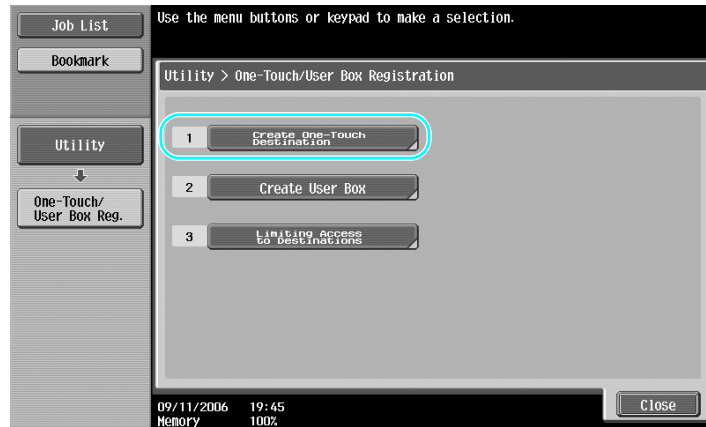 Job List
Bookmark
Utility
One-Touch/
User Box Reg.
Use the menu buttons or keypad to make a selection.
Utility > One-Touch/User Box Registration
1 Create One-Touch
Destination
2 Create User Box
3 Limiting Access
to Destinations
09/11/2006 19:45
Memory 100%
Close